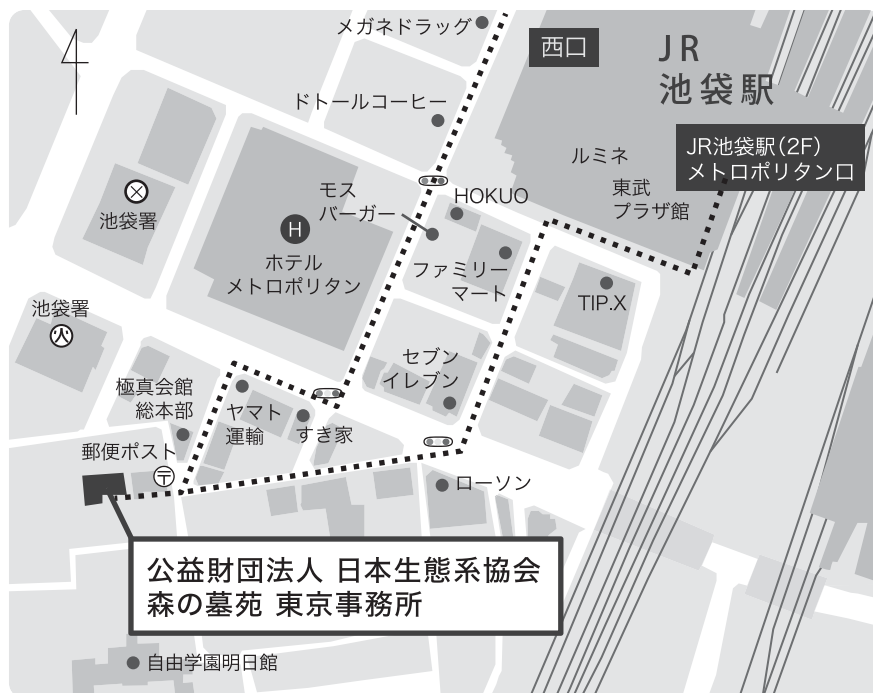 メガネドラッグ
西口
JR
池袋駅
ドトールコーヒー
JR池袋駅(2F)
メトロポリタン口
ルミネ
東武
プラザ館
モス
バーガー
HOKUO
池袋署
H
ホテル
メトロポリタン
ファミリー
マート
TIP.X
池袋署
火
セブン
イレブン
極真会館
総本部
ヤマト
運輸
すき家
郵便ポスト
〒
ローソン
公益財団法人 日本生態系協会
森の墓苑 東京事務所
自由学園明日館